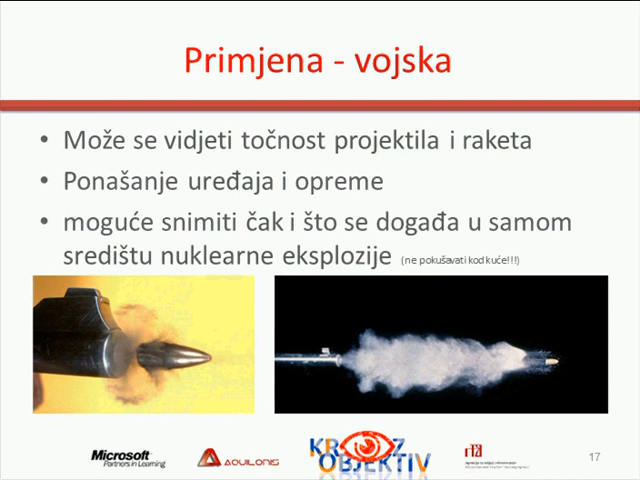 Primjena - vojska
• Može se vidjeti točnost projektila i raketa
• Ponašanje uređaja i opreme
• moguće snimiti čak i što se događa u samom
središtu nuklearne eksplozije (ne pokušavati kod kuće!!!)
Microsoft
Partners in Learning
AQUILONIS
KROZ
OBJEKTIV
17